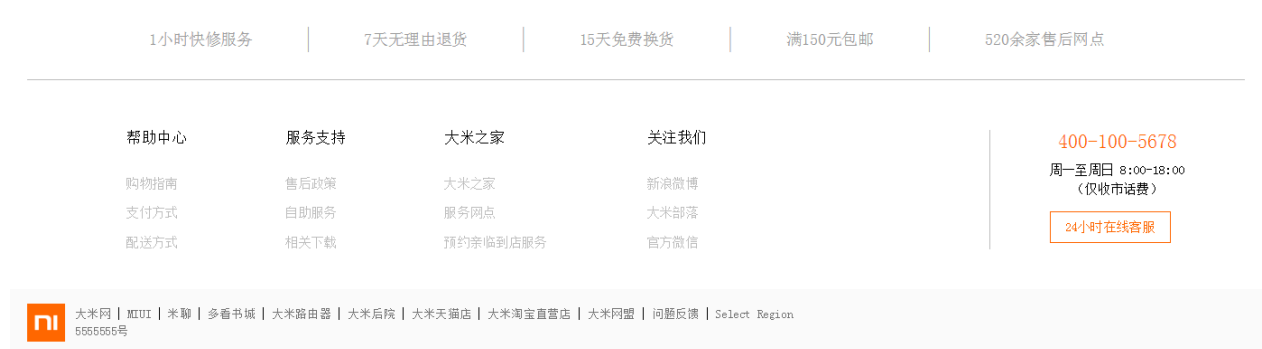 1小时快修服务 7天无理由退货 15天免费换货 满150元包邮 520余家售后网点
帮助中心 服务支持 大米之家 关注我们
购物指南 售后政策 大米之家 新浪微博
支付方式 自助服务 服务网点 大米部落
配送方式 相关下载 预约亲临到店服务 官方微信
400-100-5678
周一至周日 8:00-18:00
（仅收市话费）
24小时在线客服
大米网 | MIUI | 米聊 | 多看书城 | 大米路由器 | 大米后院 | 大米天猫店 | 大米淘宝直营店 | 大米网盟 | 问题反馈 | Select Region
5555555号